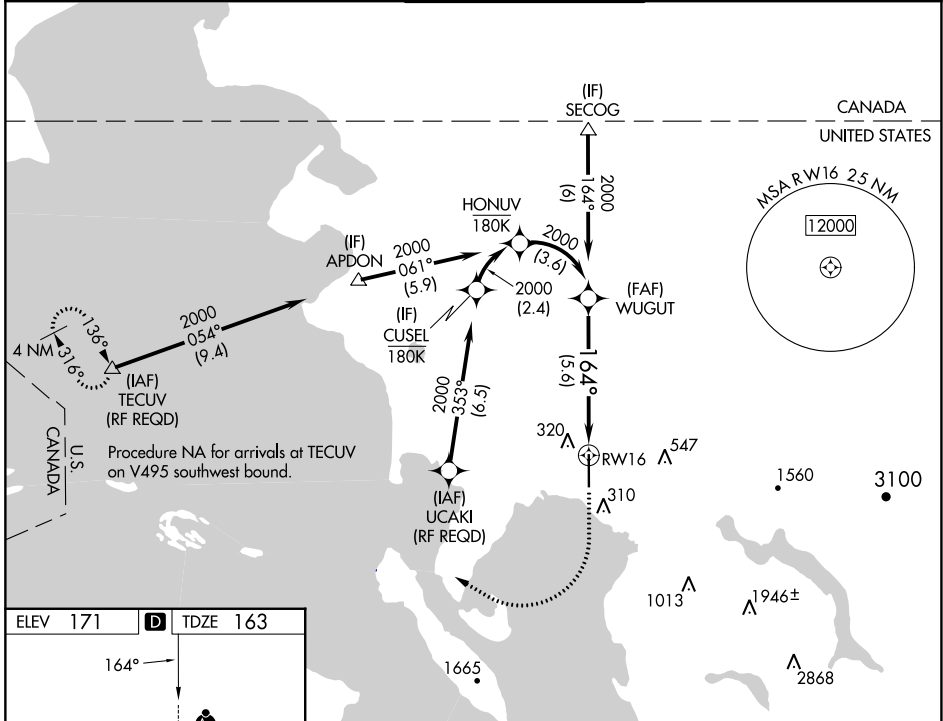 (IF)
SECOG
CANADA
UNITED STATES
MSA RW16 25 NM
12000
HONUV
180K
2000
164°
(6)
(IF)
APDON
2000
061°
(5.9)
2000
(3.6)
2000
(2.4)
(FAF)
WUGUT
(IF)
CUSEL
180K
2000
054°
(9.4)
136°
4 NM
316°
(IAF)
TECUV
(RF REQD)
U.S.
CANADA
Procedure NA for arrivals at TECUV
on V495 southwest bound.
2000
353°
(6.5)
164°
(5.6)
320
RW16
547
310
1560
3100
(IAF)
UCAKI
(RF REQD)
1013
1946±
2868
1665
ELEV 171 D TDZE 163
164°